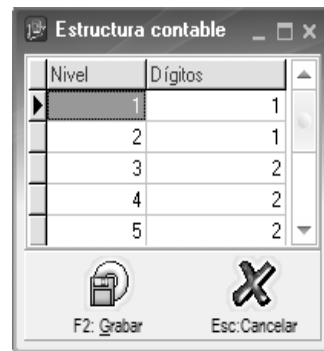 Estructura contable
Nivel Dígitos
1 1
2 1
3 2
4 2
5 2
F2: Grabar Esc:Cancelar